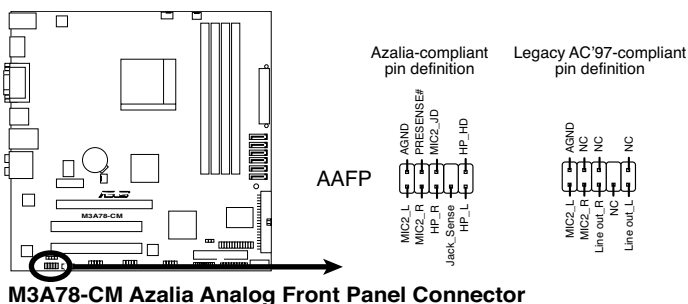 Azalia-compliant
pin definition
Legacy AC'97-compliant
pin definition
AGND
PRESENSE#
MIC2_JD
HP_HD
AGND
NC
NC
NC
AAFP
MIC2_L
MIC2_R
HP_R
Jack_Sense
HP_L
MIC2_L
MIC2_R
Line out_R
NC
Line out_L
ASUS
M3A78-CM
M3A78-CM Azalia Analog Front Panel Connector